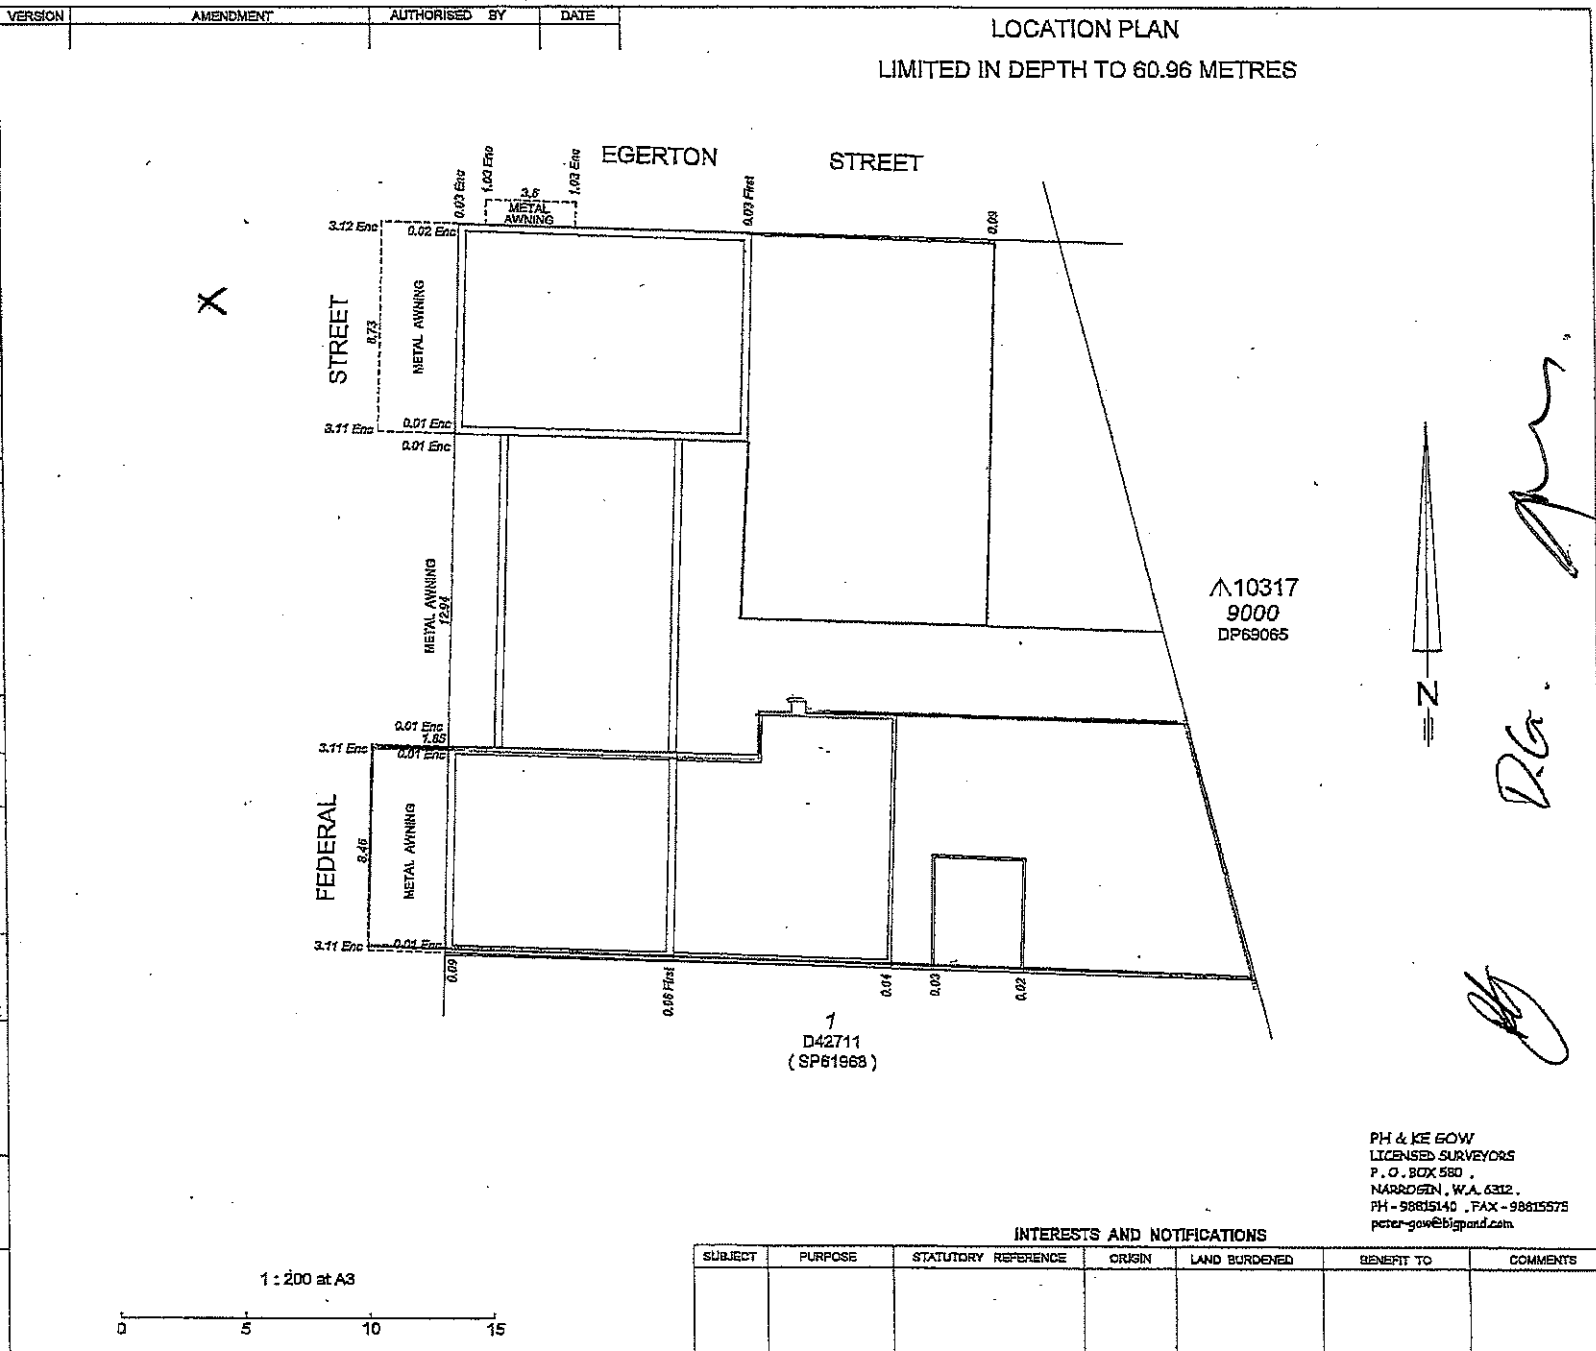 VERSION AMENDMENT AUTHORISED BY DATE
LOCATION PLAN
LIMITED IN DEPTH TO 60.96 METRES
EGERTON STREET
0.03 Enc
1.03 Enc
3.6
1.03 Enc
METAL
AWNING
0.03 First
0.09
3.12 Enc
0.02 Enc
X
STREET
8.73
METAL AWNING
3.11 Enc
0.01 Enc
0.01 Enc
METAL AWNING
12.94
10317
9000
DP69065
N
0.01 Enc
1.85
3.11 Enc
0.01 Enc
FEDERAL
8.46
METAL AWNING
3.11 Enc
0.01 Enc
0.09
0.06 First
0.04
0.03
0.02
1
D42711
( SP61968 )
PH & KE GOW
LICENSED SURVEYORS
P.O. BOX 580 .
NARROGIN, W.A. 6312.
PH - 98815140 , FAX - 98815575
peter-gow@bigpond.com
INTERESTS AND NOTIFICATIONS
SUBJECT PURPOSE STATUTORY REFERENCE ORIGIN LAND BURDENED BENEFIT TO COMMENTS
1 : 200 at A3
0 5 10 15